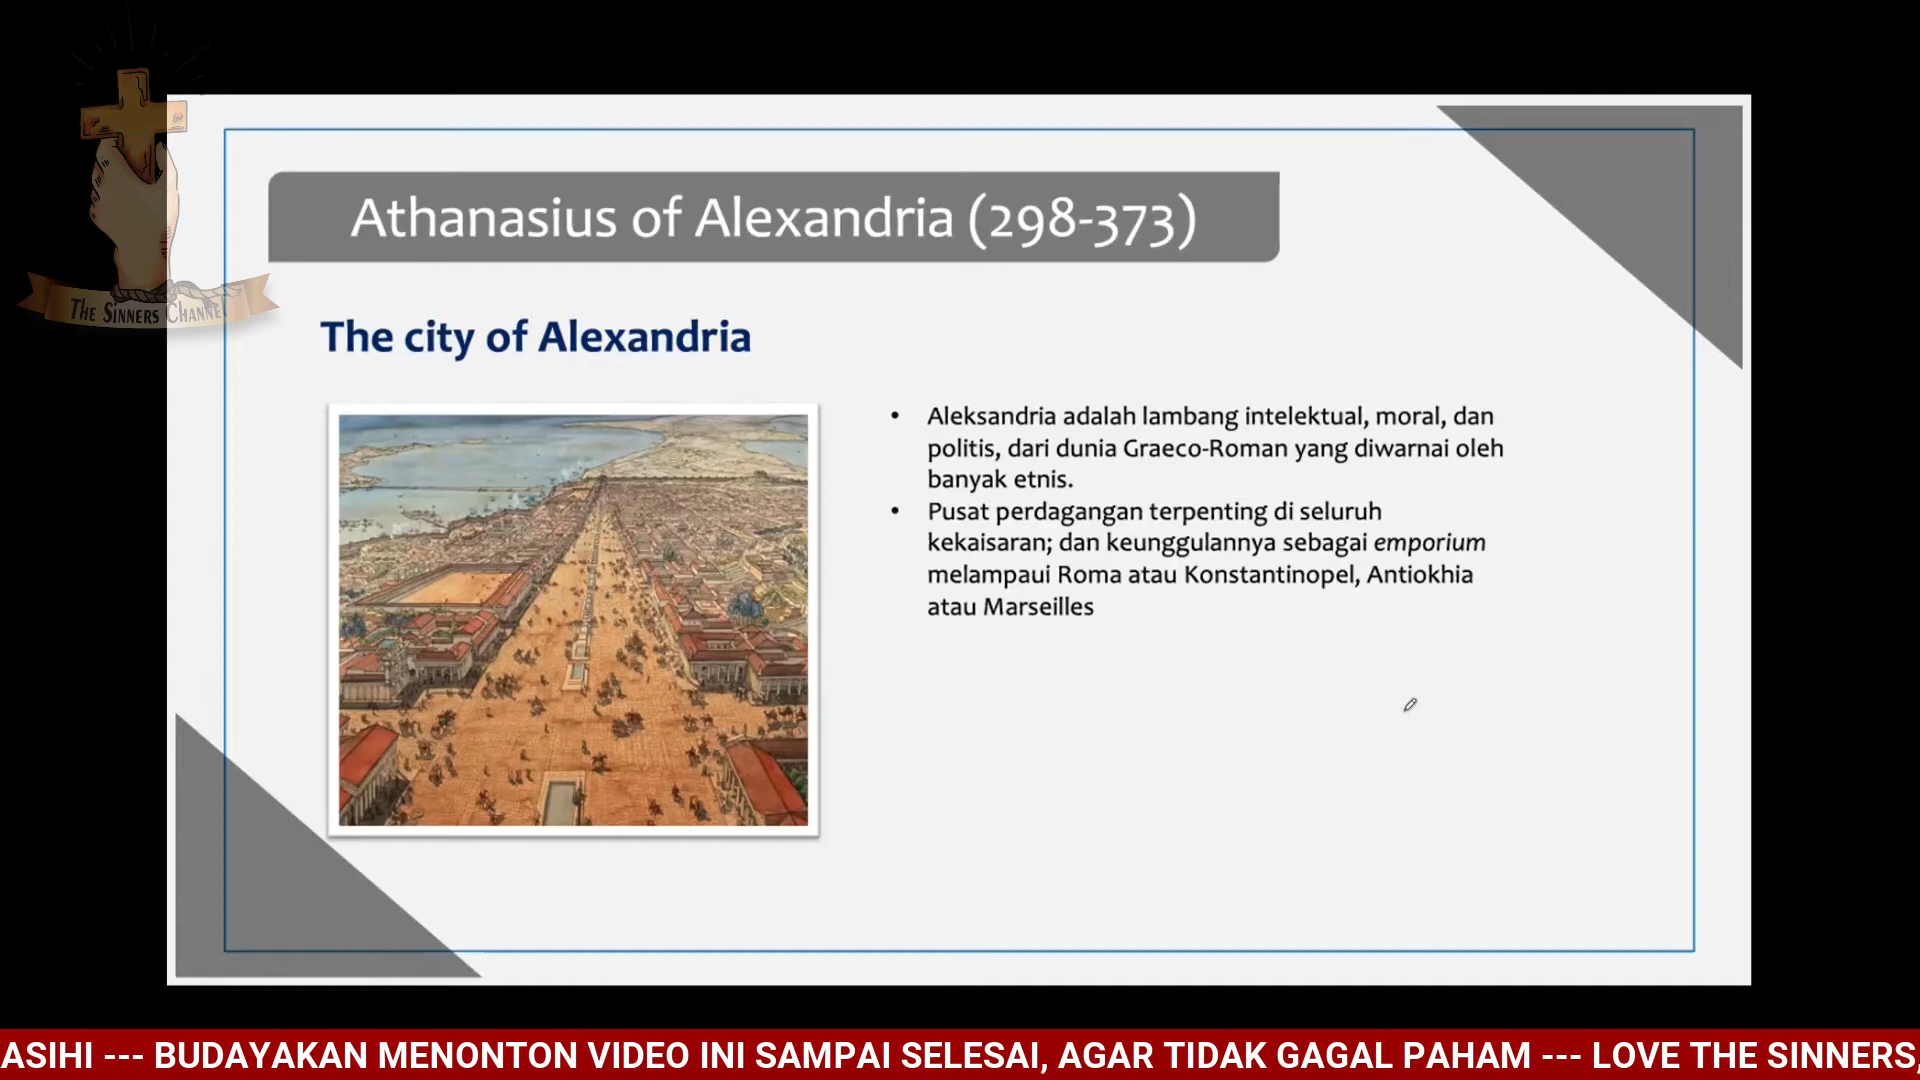 Athanasius of Alexandria (298-373)
THE SINNERS CHANNEL
The city of Alexandria
• Aleksandria adalah lambang intelektual, moral, dan
politis, dari dunia Graeco-Roman yang diwarnai oleh
banyak etnis.
• Pusat perdagangan terpenting di seluruh
kekaisaran; dan keunggulannya sebagai emporium
melampaui Roma atau Konstantinopel, Antiokhia
atau Marseilles
ASIHI --- BUDAYAKAN MENONTON VIDEO INI SAMPAI SELESAI, AGAR TIDAK GAGAL PAHAM --- LOVE THE SINNERS,